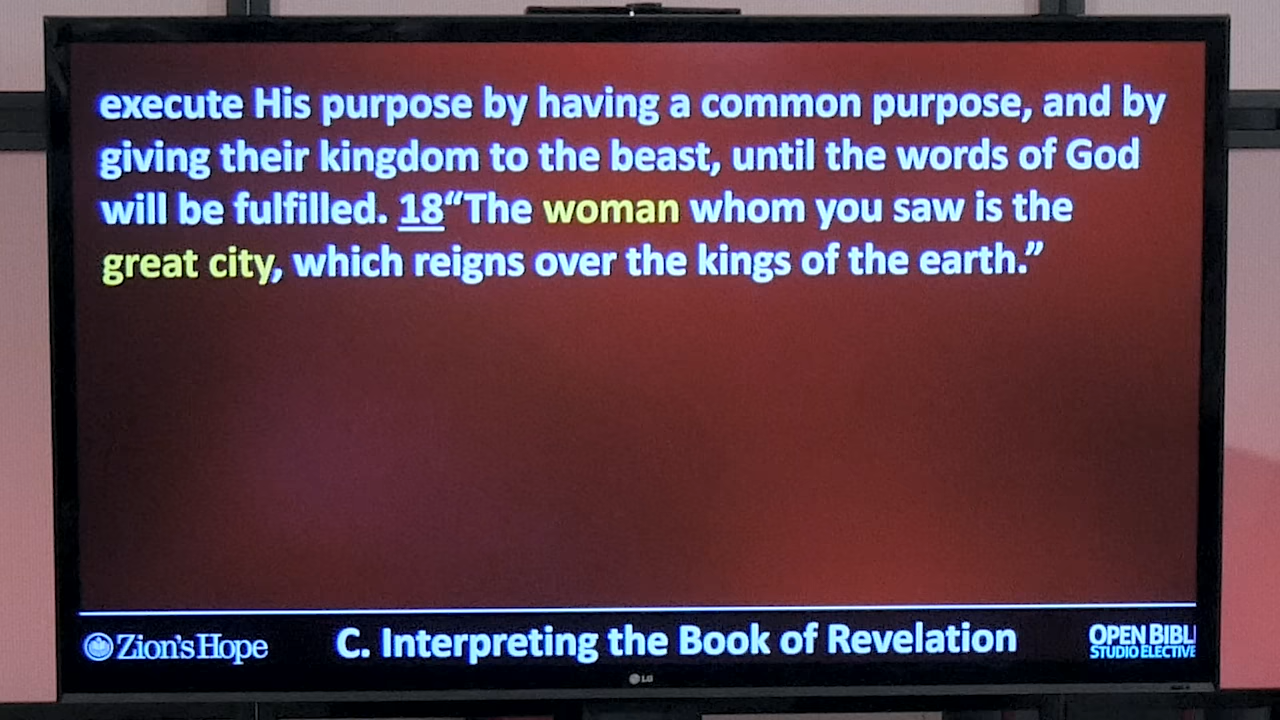 execute His purpose by having a common purpose, and by
giving their kingdom to the beast, until the words of God
will be fulfilled. 18“The woman whom you saw is the
great city, which reigns over the kings of the earth.”
Zion's Hope
C. Interpreting the Book of Revelation
OPEN BIBL
STUDIO ELECTIVE
LG